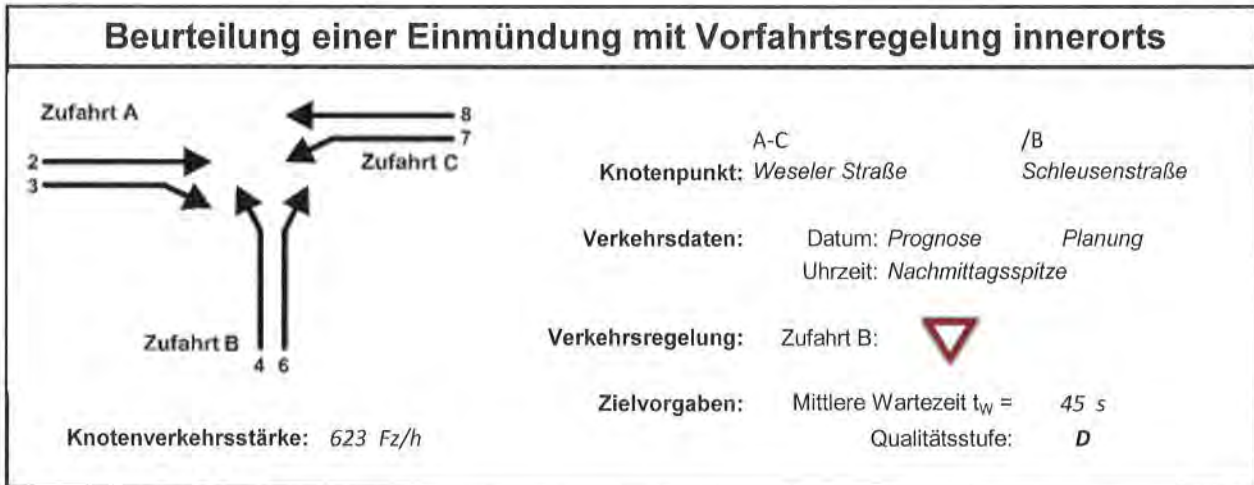 Beurteilung einer Einmündung mit Vorfahrtsregelung innerorts
Zufahrt A
8
7
Zufahrt C
2
3
Zufahrt B
4 6
Knotenverkehrsstärke: 623 Fz/h
A-C /B
Knotenpunkt: Weseler Straße Schleusenstraße
Verkehrsdaten: Datum: Prognose Planung
Uhrzeit: Nachmittagsspitze
Verkehrsregelung: Zufahrt B:
Zielvorgaben: Mittlere Wartezeit tW = 45 s
Qualitätsstufe: D